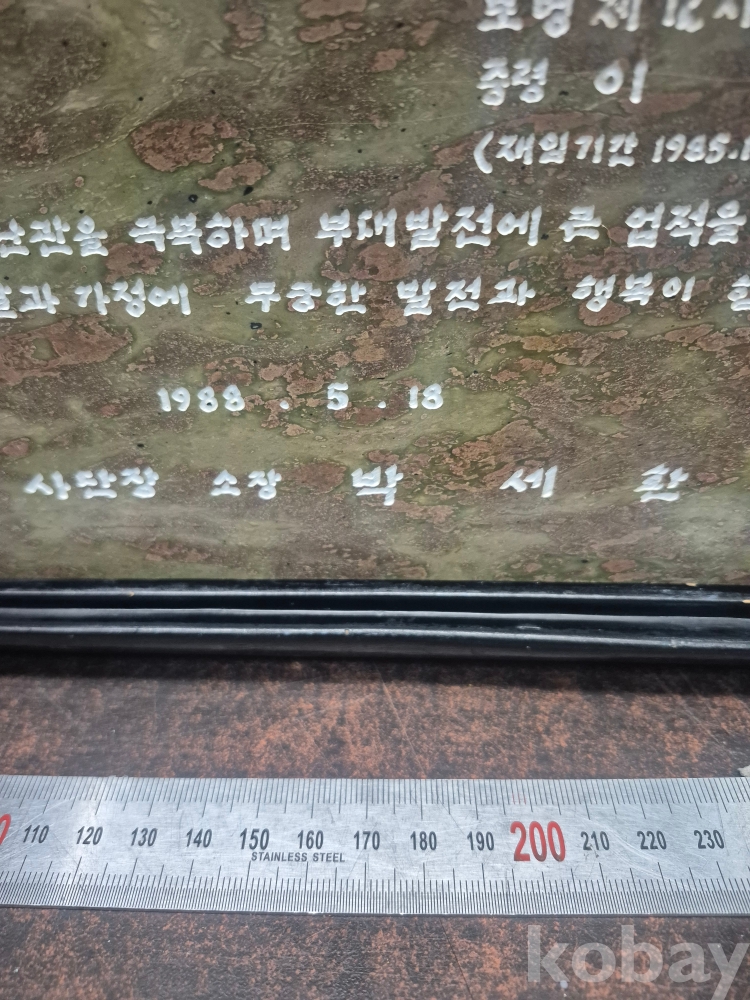 중령 이
(재임기간 1985.1
난관을 극복하며 부대발전에 큰 업적을
가정에 무궁한 발전과 행복이
1988 . 5 . 18
사단장 소장 박 세 환
110 120 130 140 150 160 170 180 190 200 210 220 230
STAINLESS STEEL
kobay